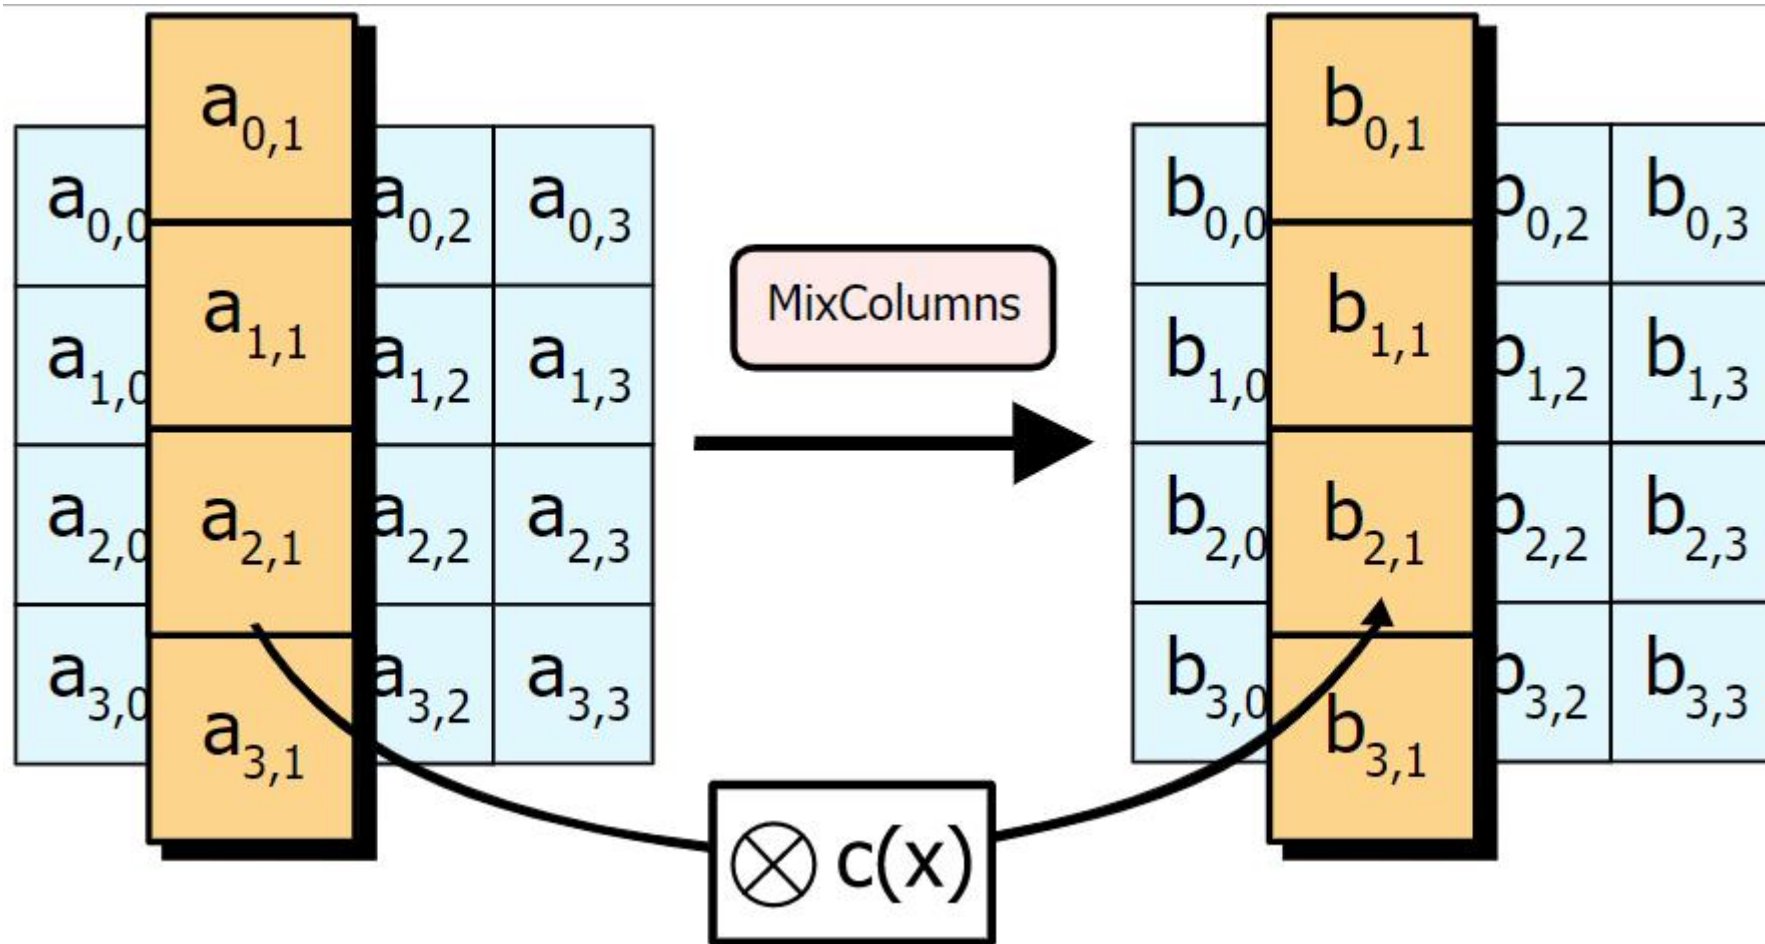 a0,1
a0,0 a0,2 a0,3
a1,1
a1,0 a1,2 a1,3
a2,1
a2,0 a2,2 a2,3
a3,1
a3,0 a3,2 a3,3
MixColumns
b0,1
b0,0 b0,2 b0,3
b1,1
b1,0 b1,2 b1,3
b2,1
b2,0 b2,2 b2,3
b3,1
b3,0 b3,2 b3,3
⊗ c(x)